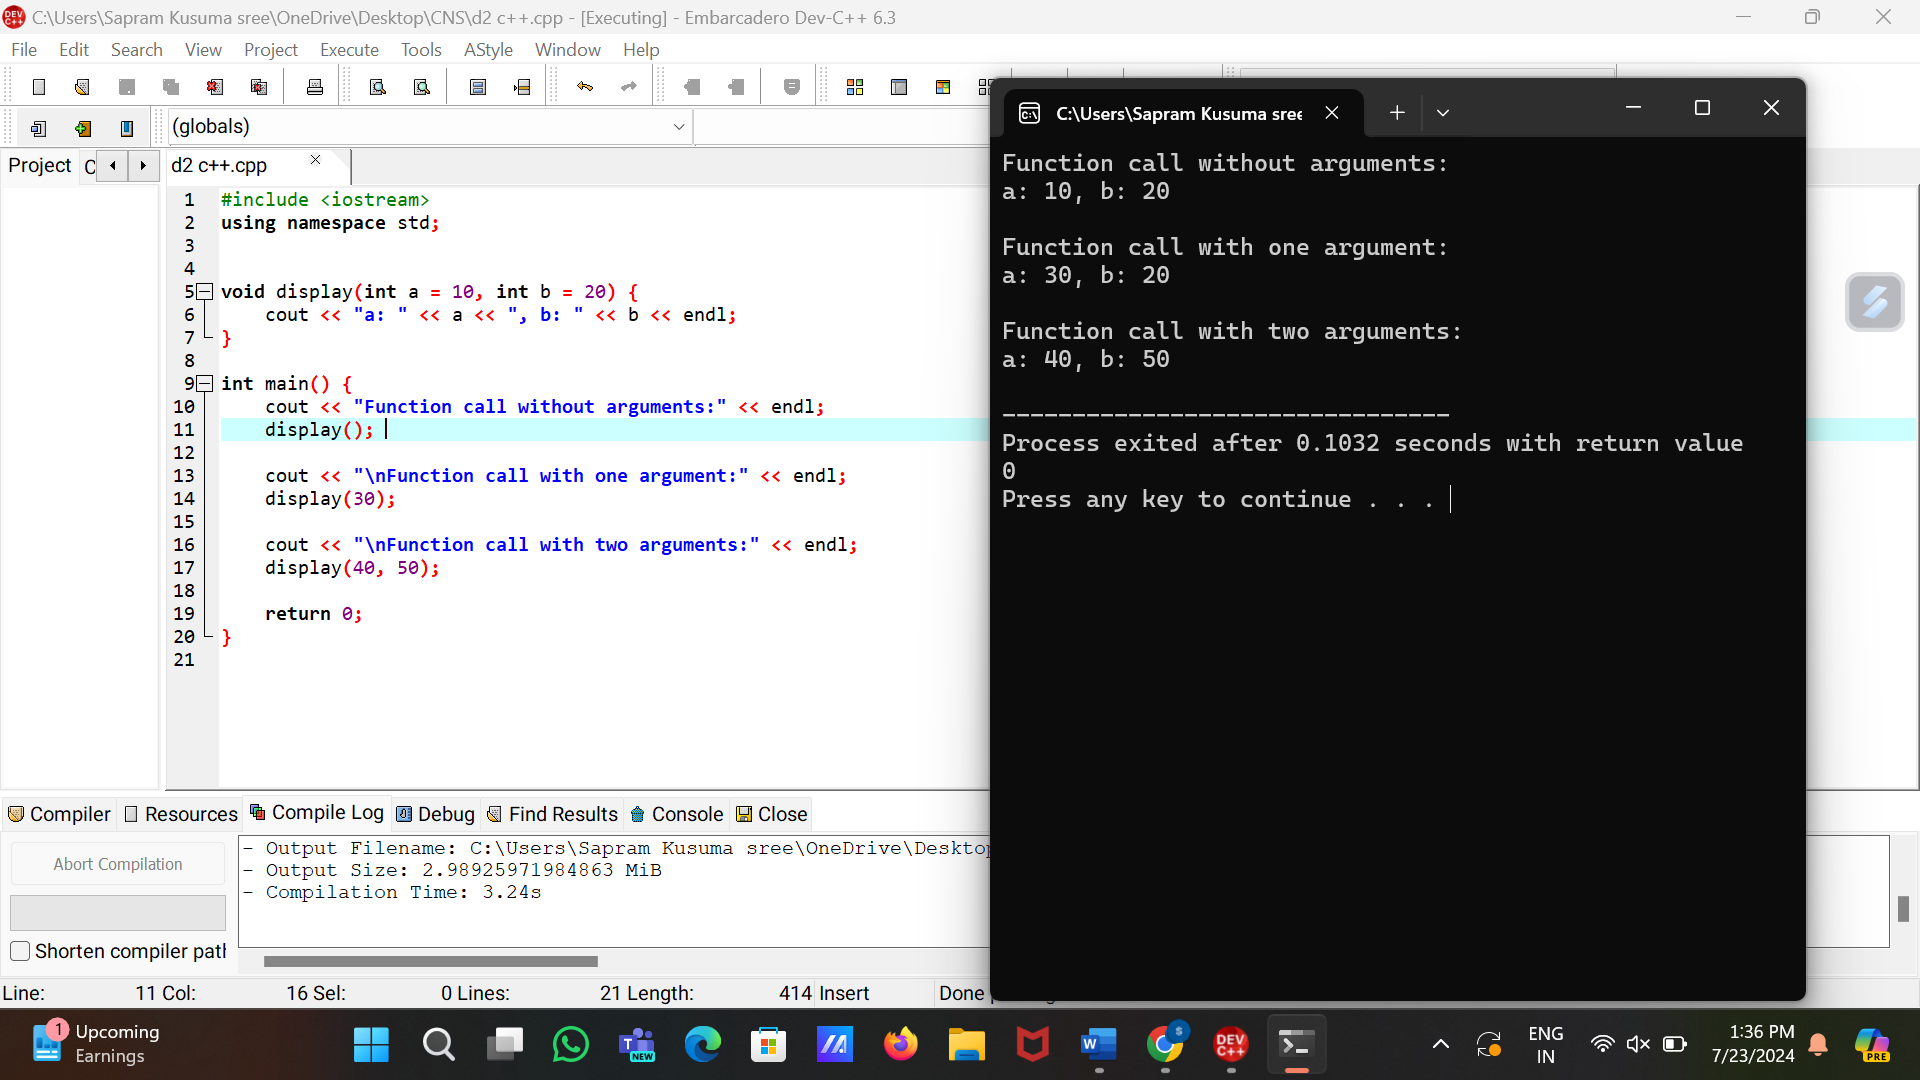 C:\Users\Sapram Kusuma sree\OneDrive\Desktop\CNS\d2 c++.cpp - [Executing] - Embarcadero Dev-C++ 6.3
File Edit Search View Project Execute Tools AStyle Window Help
(globals)
Project
d2 c++.cpp
1 #include <iostream>
2 using namespace std;
3
4
5 void display(int a = 10, int b = 20) {
6 cout << "a: " << a << ", b: " << b << endl;
7 }
8
9 int main() {
10 cout << "Function call without arguments:" << endl;
11 display();
12
13 cout << "\nFunction call with one argument:" << endl;
14 display(30);
15
16 cout << "\nFunction call with two arguments:" << endl;
17 display(40, 50);
18
19 return 0;
20 }
21
C:\Users\Sapram Kusuma sree
Function call without arguments:
a: 10, b: 20
Function call with one argument:
a: 30, b: 20
Function call with two arguments:
a: 40, b: 50
--------------------------------
Process exited after 0.1032 seconds with return value
0
Press any key to continue . . .
Compiler Resources Compile Log Debug Find Results Console Close
Abort Compilation
Shorten compiler path
- Output Filename: C:\Users\Sapram Kusuma sree\OneDrive\Desktop
- Output Size: 2.98925971984863 MiB
- Compilation Time: 3.24s
Line: 11 Col: 16 Sel: 0 Lines: 21 Length: 414 Insert Done
1 Upcoming
Earnings
NEW
DEV C++
ENG
IN
1:36 PM
7/23/2024
PRE